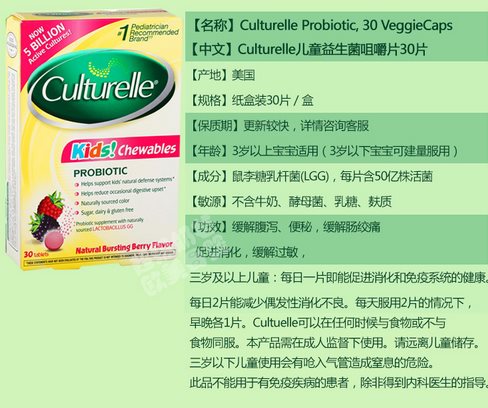 NOW
5 BILLION
Active Cultures!
#1 Pediatrician
Recommended
Brand
Culturelle®
Kids! Chewables
PROBIOTIC
Helps support kids' natural defense systems
Helps reduce occasional digestive upset
Naturally sourced color
Sugar, dairy & gluten free
Probiotic supplement with naturally
sourced LACTOBACILLUS GG
Natural Bursting Berry Flavor
30 tablets
【名称】Culturelle Probiotic, 30 VeggieCaps
【中文】Culturelle儿童益生菌咀嚼片30片
【产地】美国
【规格】纸盒装30片 / 盒
【保质期】更新较快，详情咨询客服
【年龄】3岁以上宝宝适用（3岁以下宝宝可建量服用）
【成分】鼠李糖乳杆菌(LGG)，每片含50亿株活菌
【敏源】不含牛奶、酵母菌、乳糖、麸质
【功效】缓解腹泻、便秘，缓解肠绞痛
促进消化，缓解过敏，
三岁及以上儿童：每日一片即能促进消化和免疫系统的健康。
每日2片能减少偶发性消化不良。每天服用2片的情况下，
早晚各1片。Cultuelle可以在任何时候与食物或不与
食物同服。本产品需在成人监督下使用。请远离儿童储存。
三岁以下儿童使用会有呛入气管造成窒息的危险。
此品不能用于有免疫疾病的患者，除非得到内科医生的指导。